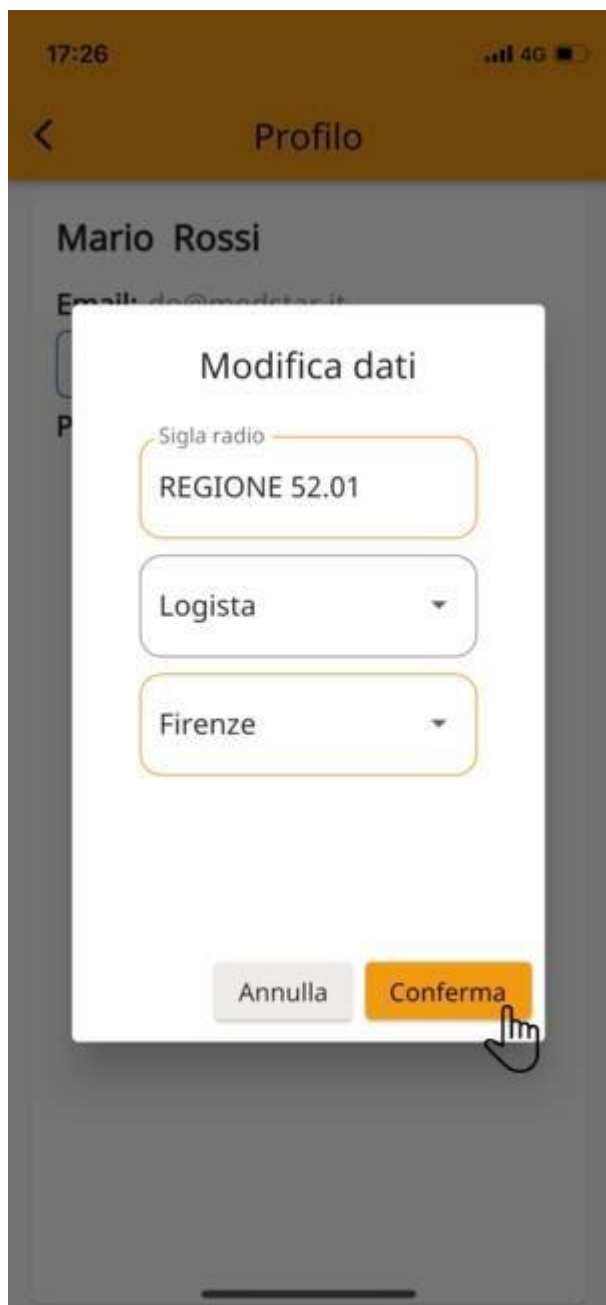 17:26
4G
Profilo
Mario Rossi
Email:
Modifica dati
P
Sigla radio
REGIONE 52.01
Logista
Firenze
Annulla
Conferma